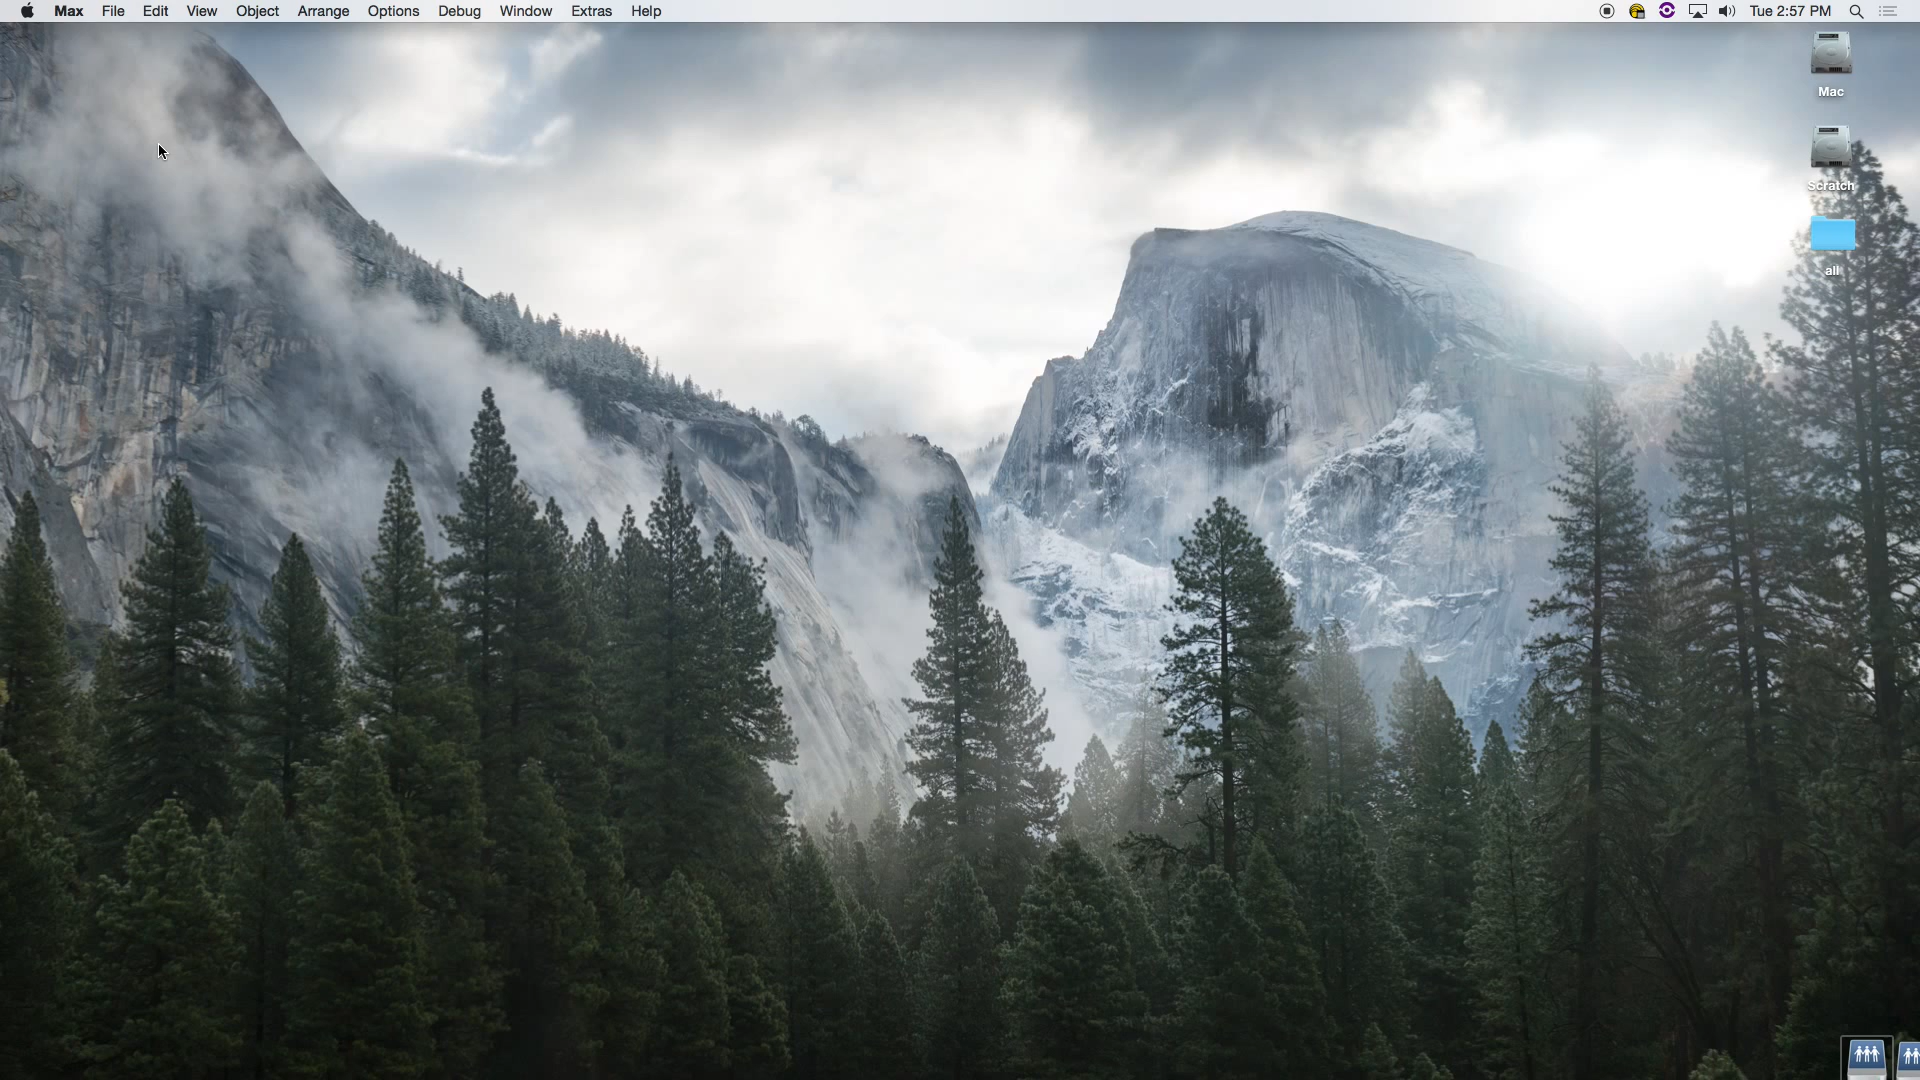 Max File Edit View Object Arrange Options Debug Window Extras Help Tue 2:57 PM
Mac
Scratch
all